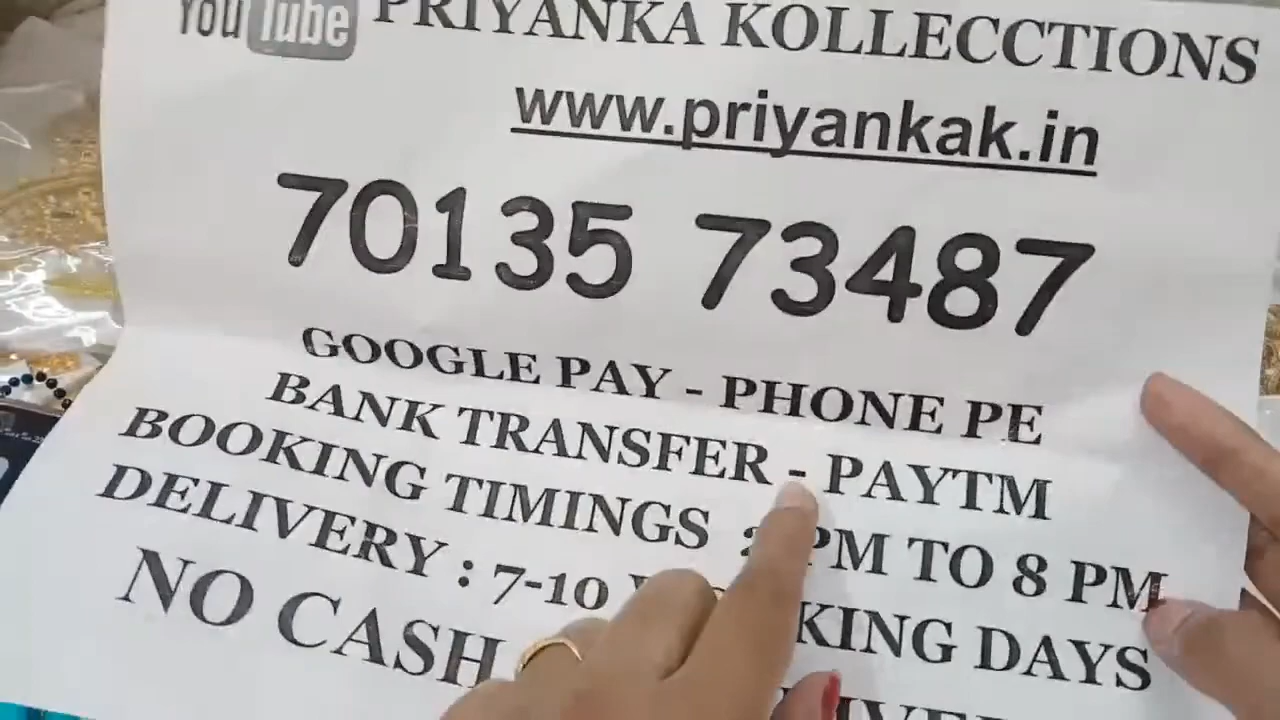 YouTube PRIYANKA KOLLECCTIONS
www.priyankak.in
70135 73487
GOOGLE PAY - PHONE PE
BANK TRANSFER - PAYTM
BOOKING TIMINGS PM TO 8 PM
DELIVERY : 7-10 DAYS
NO CASH